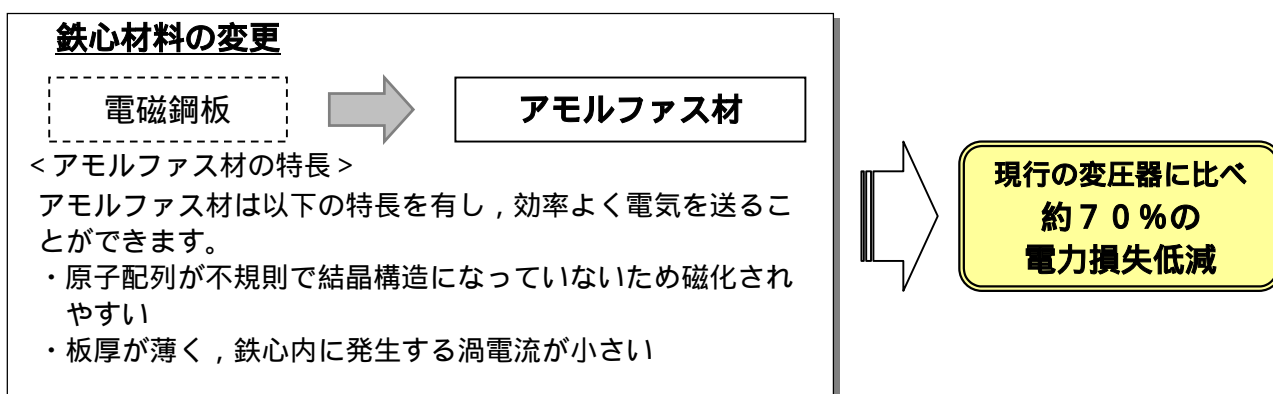 鉄心材料の変更
電磁鋼板
アモルファス材
<アモルファス材の特長>
アモルファス材は以下の特長を有し,効率よく電気を送るこ
とができます。
・原子配列が不規則で結晶構造になっていないため磁化され
やすい
・板厚が薄く,鉄心内に発生する渦電流が小さい
現行の変圧器に比べ
約70%の
電力損失低減